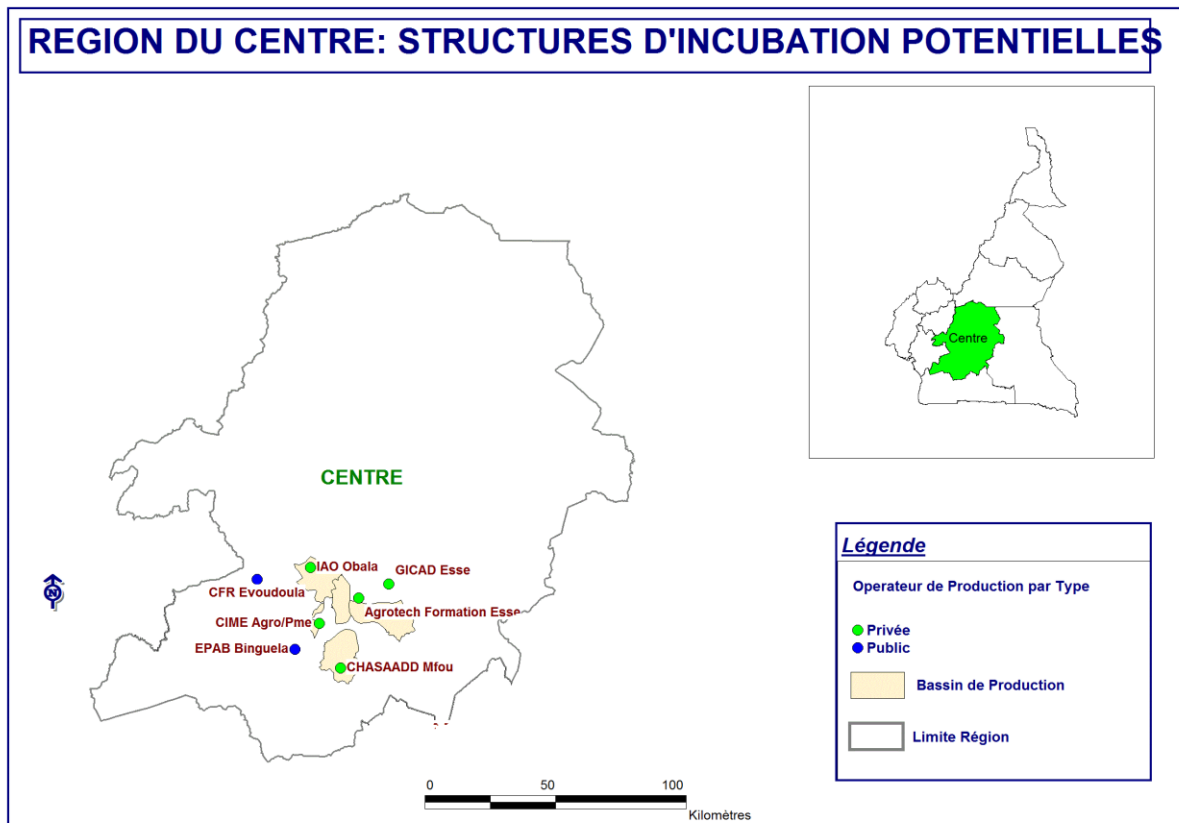 REGION DU CENTRE: STRUCTURES D'INCUBATION POTENTIELLES
Centre
CENTRE
IAO Obala
GICAD Esse
CFR Evoudoula
Agrotech Formation Esse
CIME Agro/Pme
EPAB Binguela
CHASAADD Mfou
N
0 50 100
Kilomètres
Légende
Operateur de Production par Type
Privée
Public
Bassin de Production
Limite Région